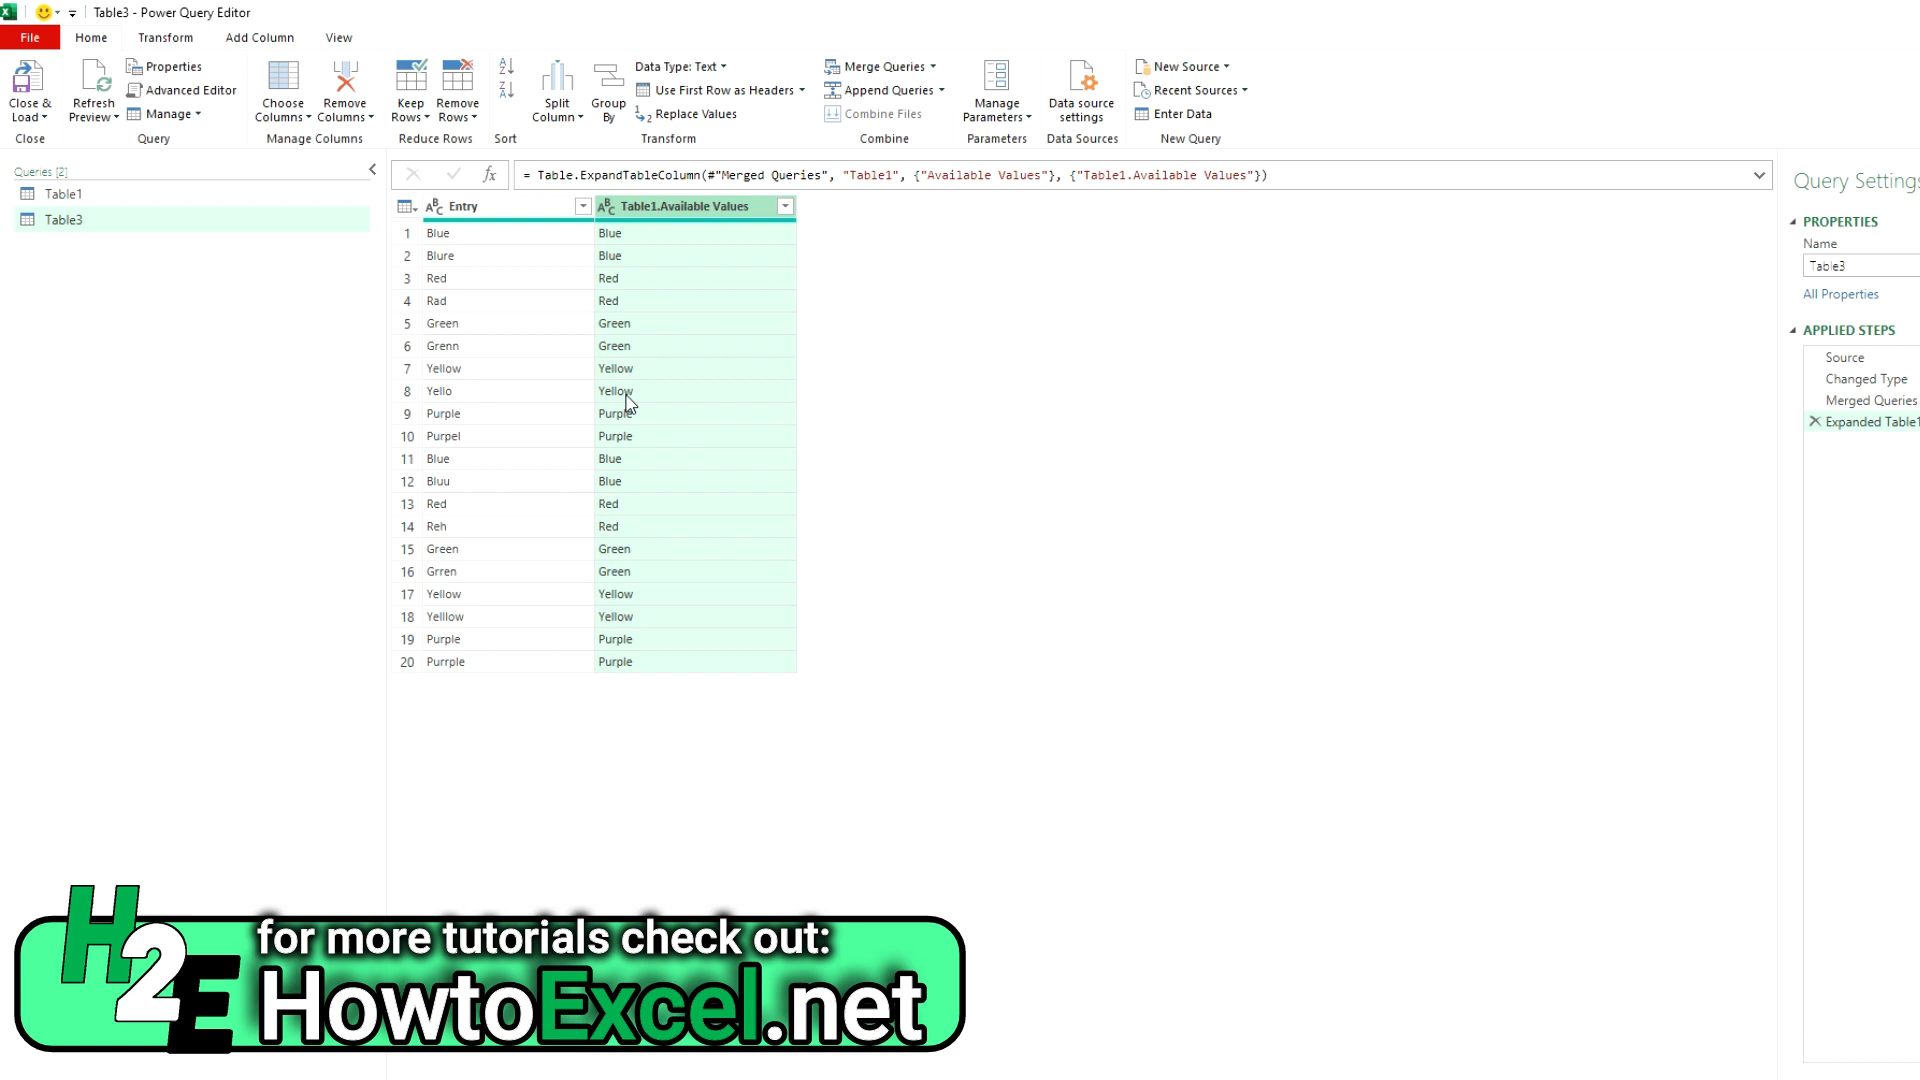 Table3 - Power Query Editor
File Home Transform Add Column View
Close & Load
Refresh Preview
Properties
Advanced Editor
Manage
Choose Columns
Remove Columns
Keep Rows
Remove Rows
A Z
Z A
Split Column
Group By
Data Type: Text
Use First Row as Headers
1 2 Replace Values
Merge Queries
Append Queries
Combine Files
Manage Parameters
Data source settings
New Source
Recent Sources
Enter Data
Close Query Manage Columns Reduce Rows Sort Transform Combine Parameters Data Sources New Query
Queries [2]
Table1
Table3
fx = Table.ExpandTableColumn(#"Merged Queries", "Table1", {"Available Values"}, {"Table1.Available Values"})
ABC Entry ABC Table1.Available Values
1 Blue Blue
2 Blure Blue
3 Red Red
4 Rad Red
5 Green Green
6 Grenn Green
7 Yellow Yellow
8 Yello Yellow
9 Purple Purple
10 Purpel Purple
11 Blue Blue
12 Bluu Blue
13 Red Red
14 Reh Red
15 Green Green
16 Grren Green
17 Yellow Yellow
18 Yelllow Yellow
19 Purple Purple
20 Purrple Purple
Query Settings
PROPERTIES
Name
Table3
All Properties
APPLIED STEPS
Source
Changed Type
Merged Queries
Expanded Table1
H2E
for more tutorials check out:
HowtoExcel.net